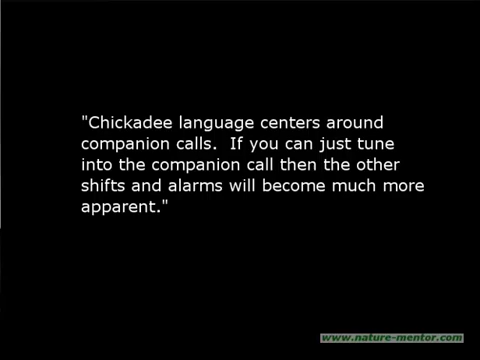 "Chickadee language centers around
companion calls.  If you can just tune
into the companion call then the other
shifts and alarms will become much more
apparent."
www.nature-mentor.com